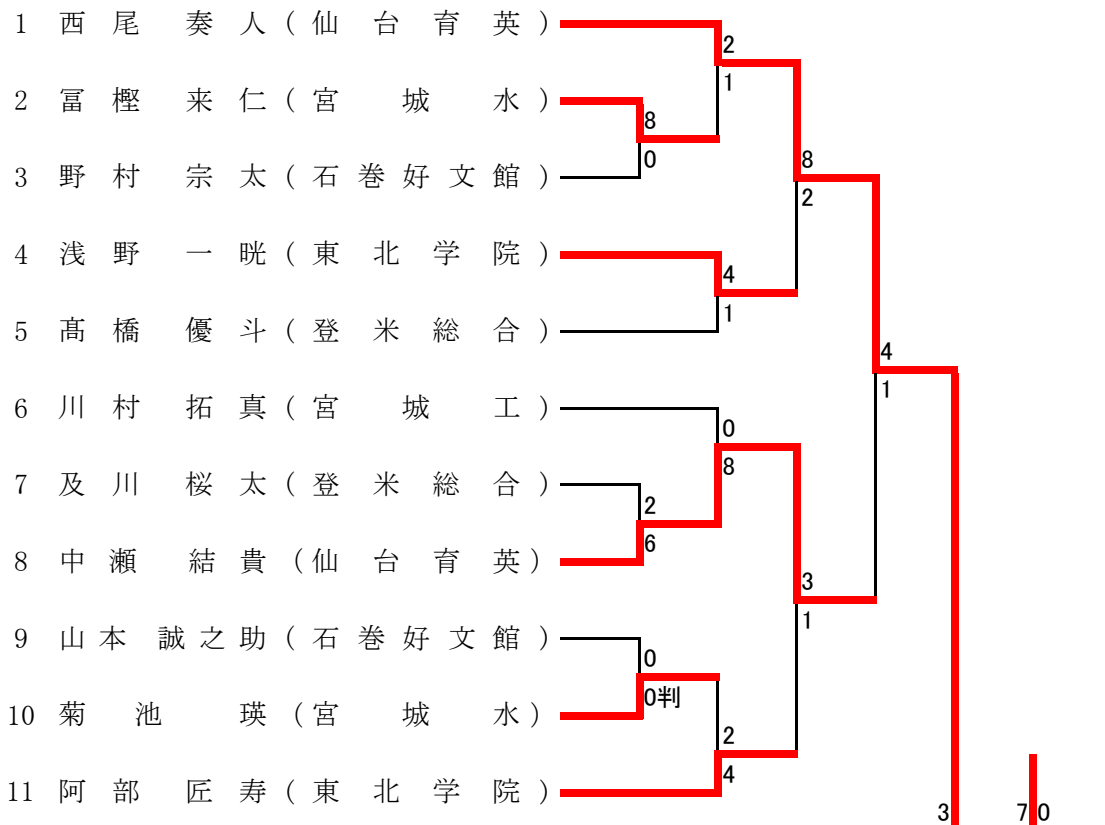 1 西尾 奏人(仙台育英)
2
1
2 冨樫 来仁(宮城水)
8
0
8
2
3 野村 宗太(石巻好文館)
4 浅野 一晄(東北学院)
4
1
5 髙橋 優斗(登米総合)
4
1
6 川村 拓真(宮城工)
0
8
7 及川 桜太(登米総合)
2
6
8 中瀬 結貴(仙台育英)
3
1
9 山本 誠之助(石巻好文館)
0
0判
10 菊池 瑛(宮城水)
2
4
11 阿部 匠寿(東北学院)
3 7 0